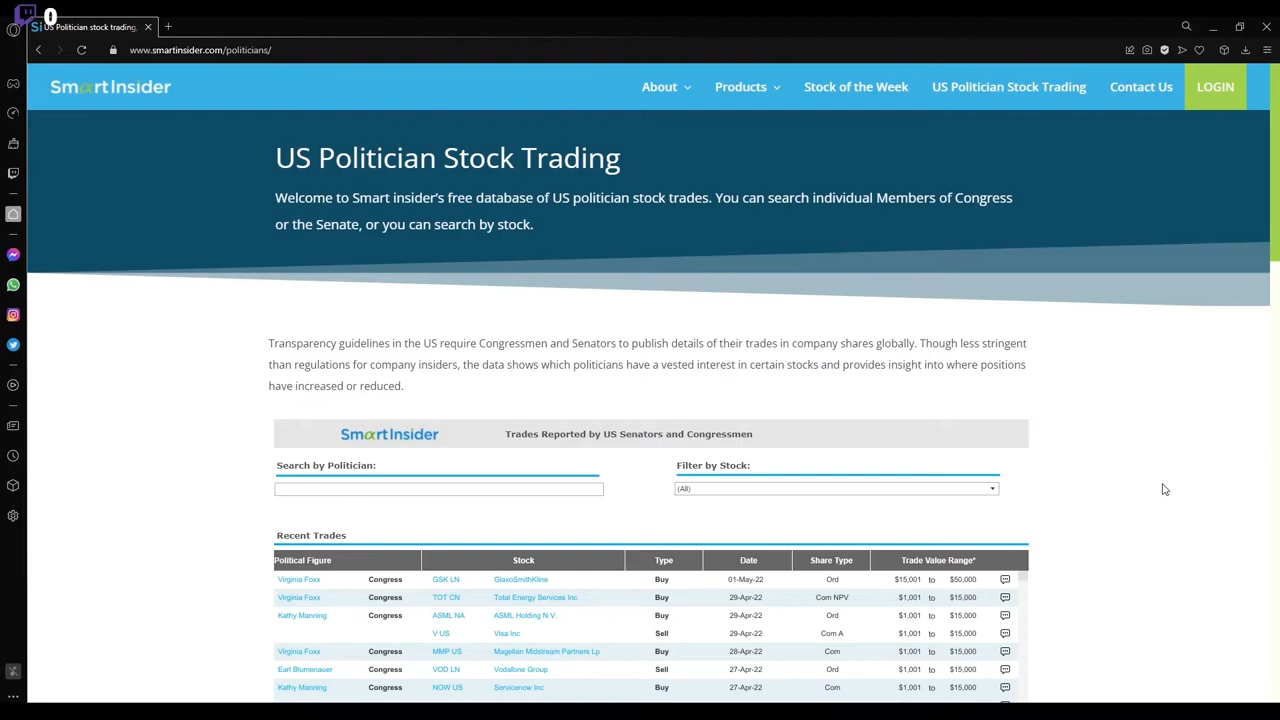 0
Si US Politician stock trading,
www.smartinsider.com/politicians/
SmartInsider
About
Products
Stock of the Week
US Politician Stock Trading
Contact Us
LOGIN
US Politician Stock Trading
Welcome to Smart insider's free database of US politician stock trades. You can search individual Members of Congress
or the Senate, or you can search by stock.
Transparency guidelines in the US require Congressmen and Senators to publish details of their trades in company shares globally. Though less stringent
than regulations for company insiders, the data shows which politicians have a vested interest in certain stocks and provides insight into where positions
have increased or reduced.
SmartInsider Trades Reported by US Senators and Congressmen
Search by Politician: Filter by Stock:
(All)
Recent Trades
Political Figure Stock Type Date Share Type Trade Value Range*
Virginia Foxx Congress GSK LN GlaxoSmithKline Buy 01-May-22 Ord $15,001 to $50,000
Virginia Foxx Congress TOT CN Total Energy Services Inc Buy 29-Apr-22 Com NPV $1,001 to $15,000
Kathy Manning Congress ASML NA ASML Holding N.V. Buy 29-Apr-22 Ord $1,001 to $15,000
V US Visa Inc Sell 29-Apr-22 Com A $1,001 to $15,000
Virginia Foxx Congress MMP US Magellan Midstream Partners Lp Buy 28-Apr-22 Com $1,001 to $15,000
Earl Blumenauer Congress VOD LN Vodafone Group Sell 27-Apr-22 Ord $1,001 to $15,000
Kathy Manning Congress NOW US Servicenow Inc Buy 27-Apr-22 Com $1,001 to $15,000